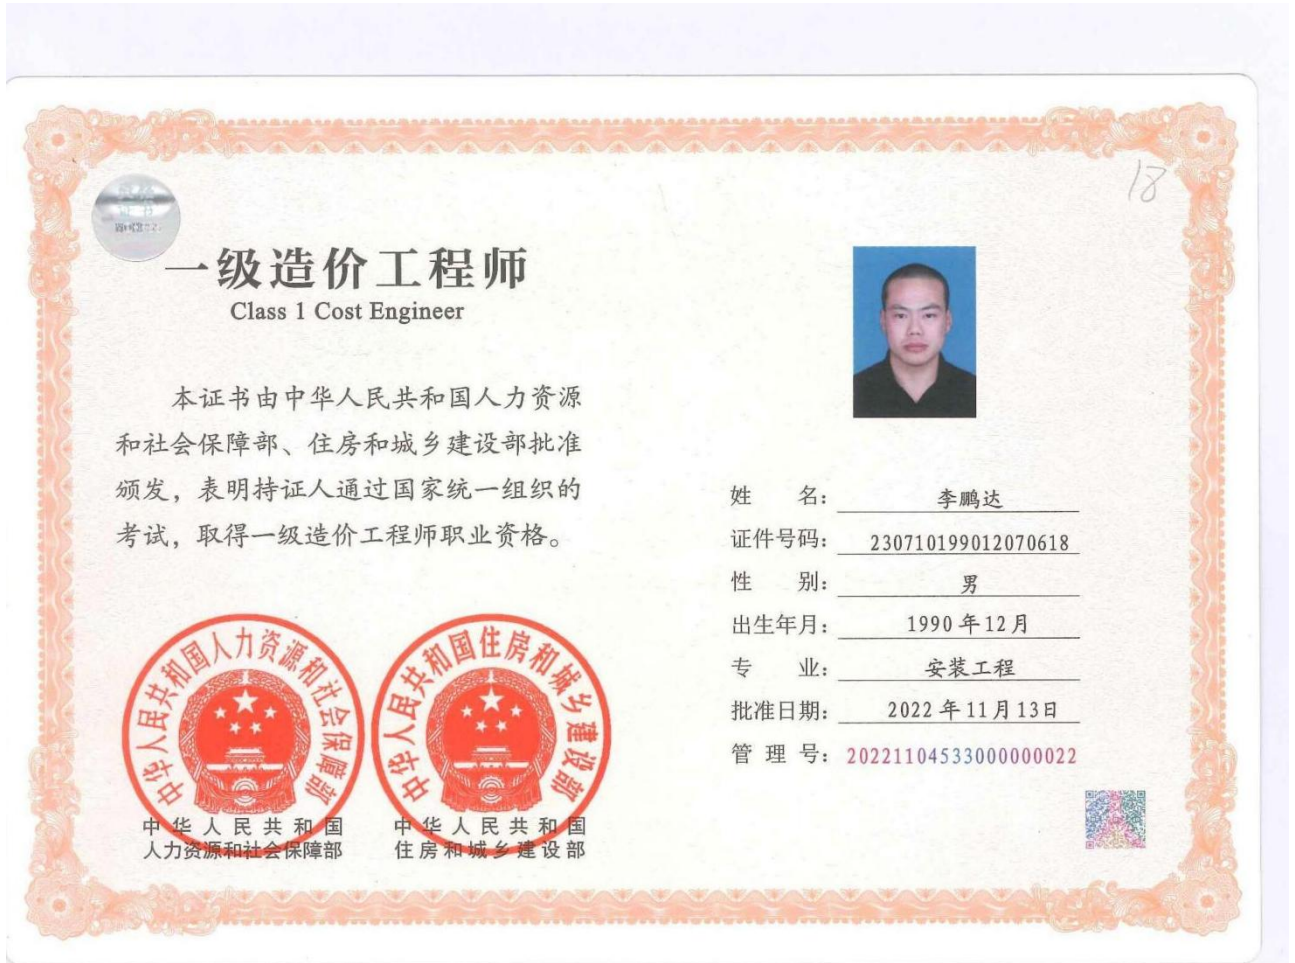 18
一级造价工程师
Class 1 Cost Engineer
本证书由中华人民共和国人力资源
和社会保障部、住房和城乡建设部批准
颁发，表明持证人通过国家统一组织的
考试，取得一级造价工程师职业资格。
中华人民共和国人力资源和社会保障部
中华人民共和国住房和城乡建设部
中华人民共和国
人力资源和社会保障部
中华人民共和国
住房和城乡建设部
姓 名： 李鹏达
证件号码： 230710199012070618
性 别： 男
出生年月： 1990年12月
专 业： 安装工程
批准日期： 2022年11月13日
管 理 号： 20221104533000000022